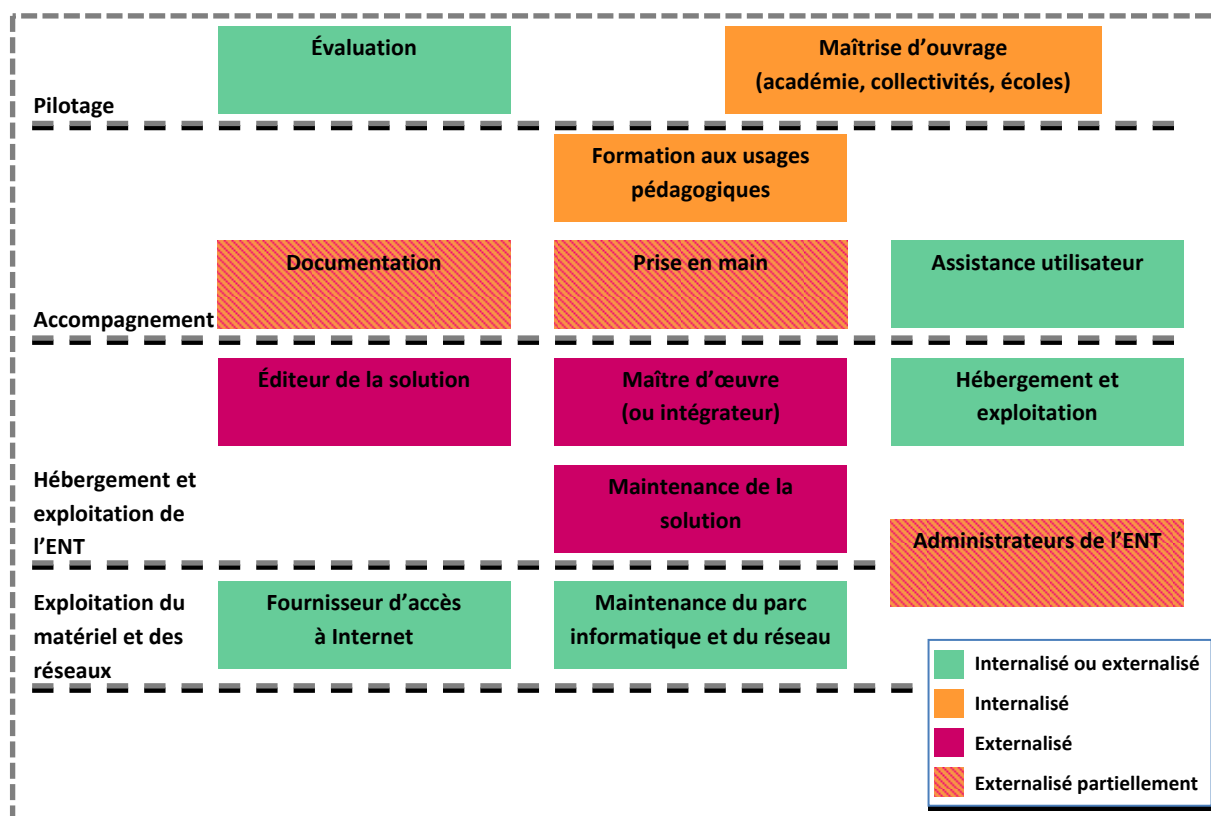 Évaluation
Maîtrise d’ouvrage
(académie, collectivités, écoles)
Pilotage
Formation aux usages
pédagogiques
Documentation
Prise en main
Assistance utilisateur
Accompagnement
Éditeur de la solution
Maître d’œuvre
(ou intégrateur)
Hébergement et
exploitation
Hébergement et
exploitation de
l’ENT
Maintenance de la
solution
Administrateurs de l’ENT
Exploitation du
matériel et des
réseaux
Fournisseur d’accès
à Internet
Maintenance du parc
informatique et du réseau
Internalisé ou externalisé
Internalisé
Externalisé
Externalisé partiellement